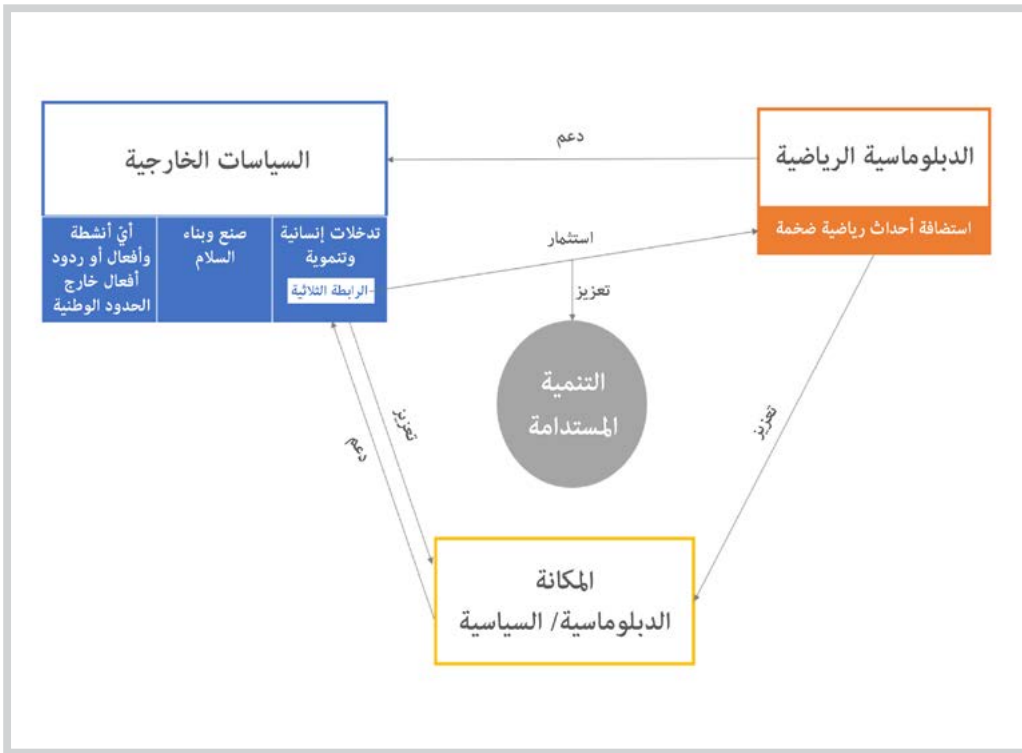 الدبلوماسية الرياضية
استضافة أحداث رياضية ضخمة
دعم
السياسات الخارجية
تدخلات إنسانية
وتنموية
-الرابطة الثلاثية
صنع وبناء
السلام
أيّ أنشطة
وأفعال أو ردود
أفعال خارج
الحدود الوطنية
استثمار
تعزيز
التنمية
المستدامة
تعزيز
تعزيز
دعم
المكانة
الدبلوماسية/ السياسية